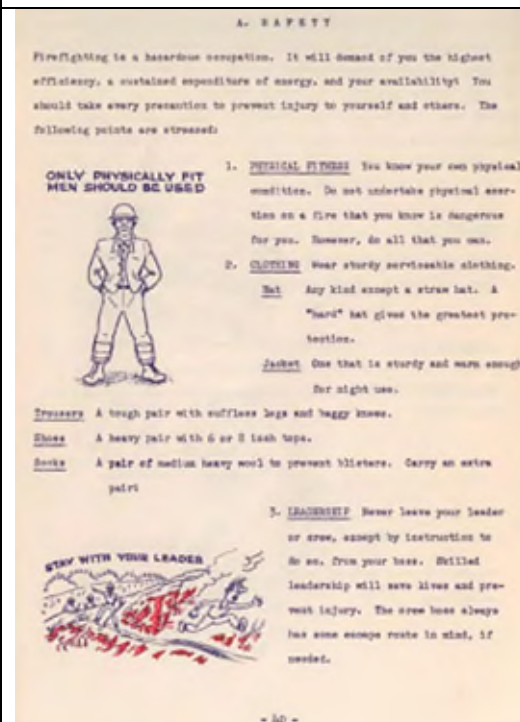 A. SAFETY
Firefighting is a hazardous occupation. It will demand of you the highest
efficiency, a sustained expenditure of energy, and your availability! You
should take every precaution to prevent injury to yourself and others. The
following points are stressed:
ONLY PHYSICALLY FIT
MEN SHOULD BE USED
1. PHYSICAL FITNESS You know your own physical
condition. Do not undertake physical exer-
tion on a fire that you know is dangerous
for you. However, do all that you can.
2. CLOTHING Wear sturdy serviceable clothing.
Hat Any kind except a straw hat. A
"hard" hat gives the greatest pro-
tection.
Jacket One that is sturdy and warm enough
for night use.
Trousers A tough pair with cuffless legs and baggy knees.
Shoes A heavy pair with 6 or 8 inch tops.
Socks A pair of medium heavy wool to prevent blisters. Carry an extra
pair!
3. LEADERSHIP Never leave your leader
or crew, except by instruction to
do so, from your boss. Skilled
leadership will save lives and pre-
vent injury. The crew boss always
has some escape route in mind, if
needed.
STAY WITH YOUR LEADER
- 40 -